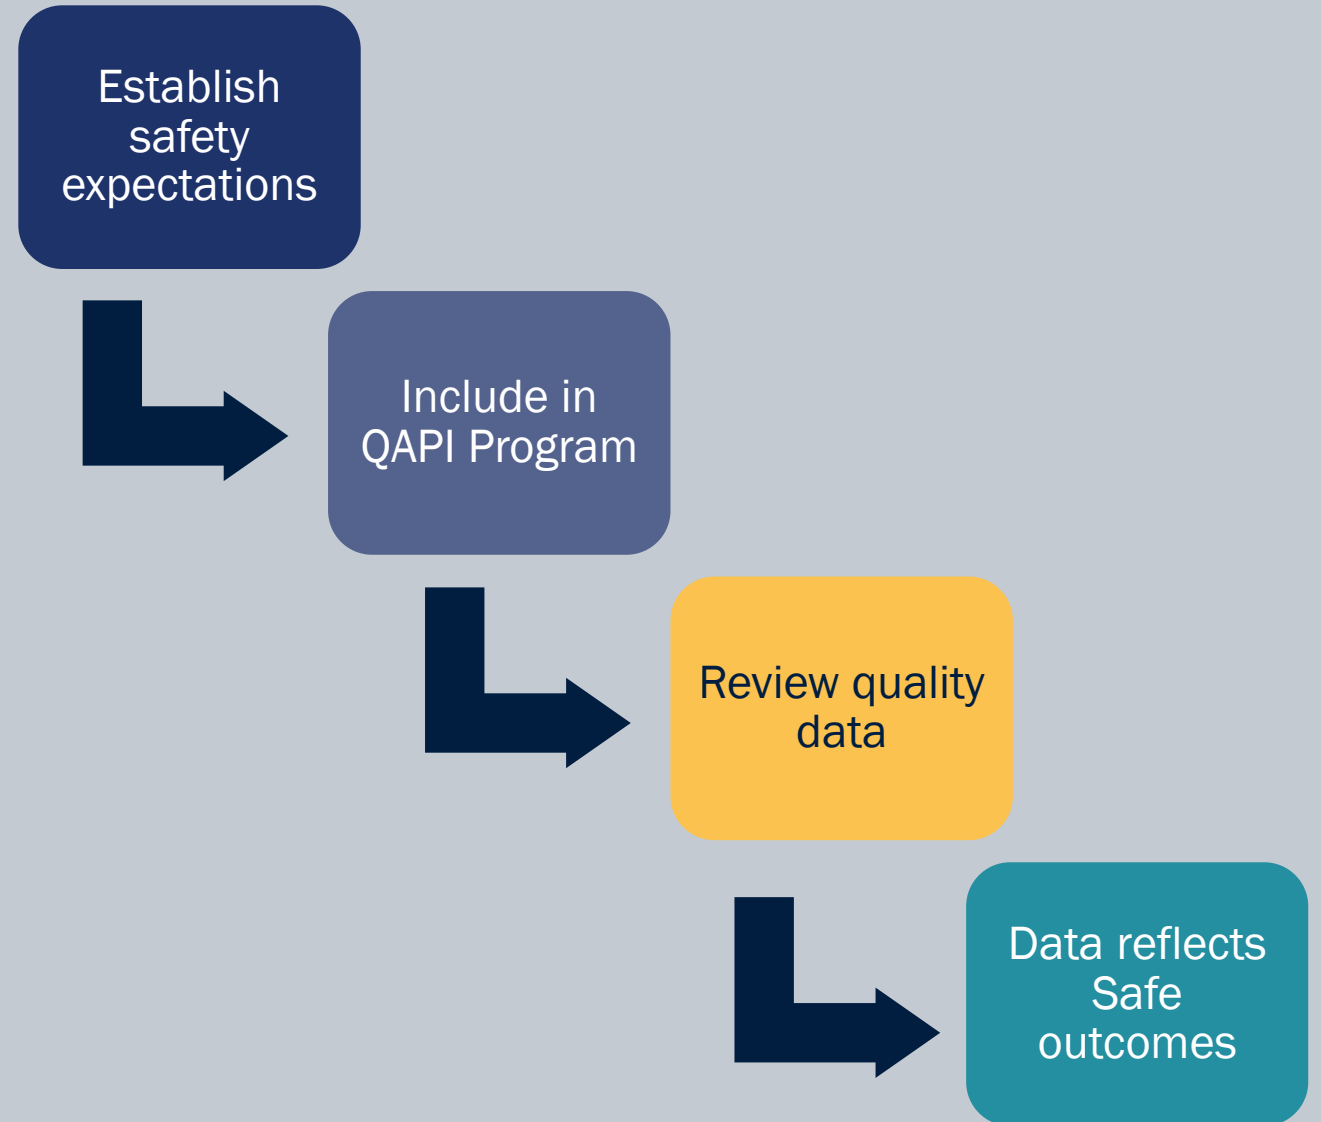 Establish
safety
expectations
Include in
QAPI Program
Review quality
data
Data reflects
Safe
outcomes